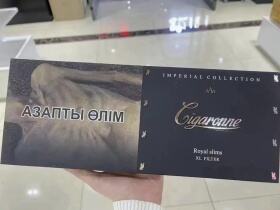 АЗАПТЫ ӨЛІМ
IMPERIAL COLLECTION
Cigaronne
Royal slims
XL FILTER